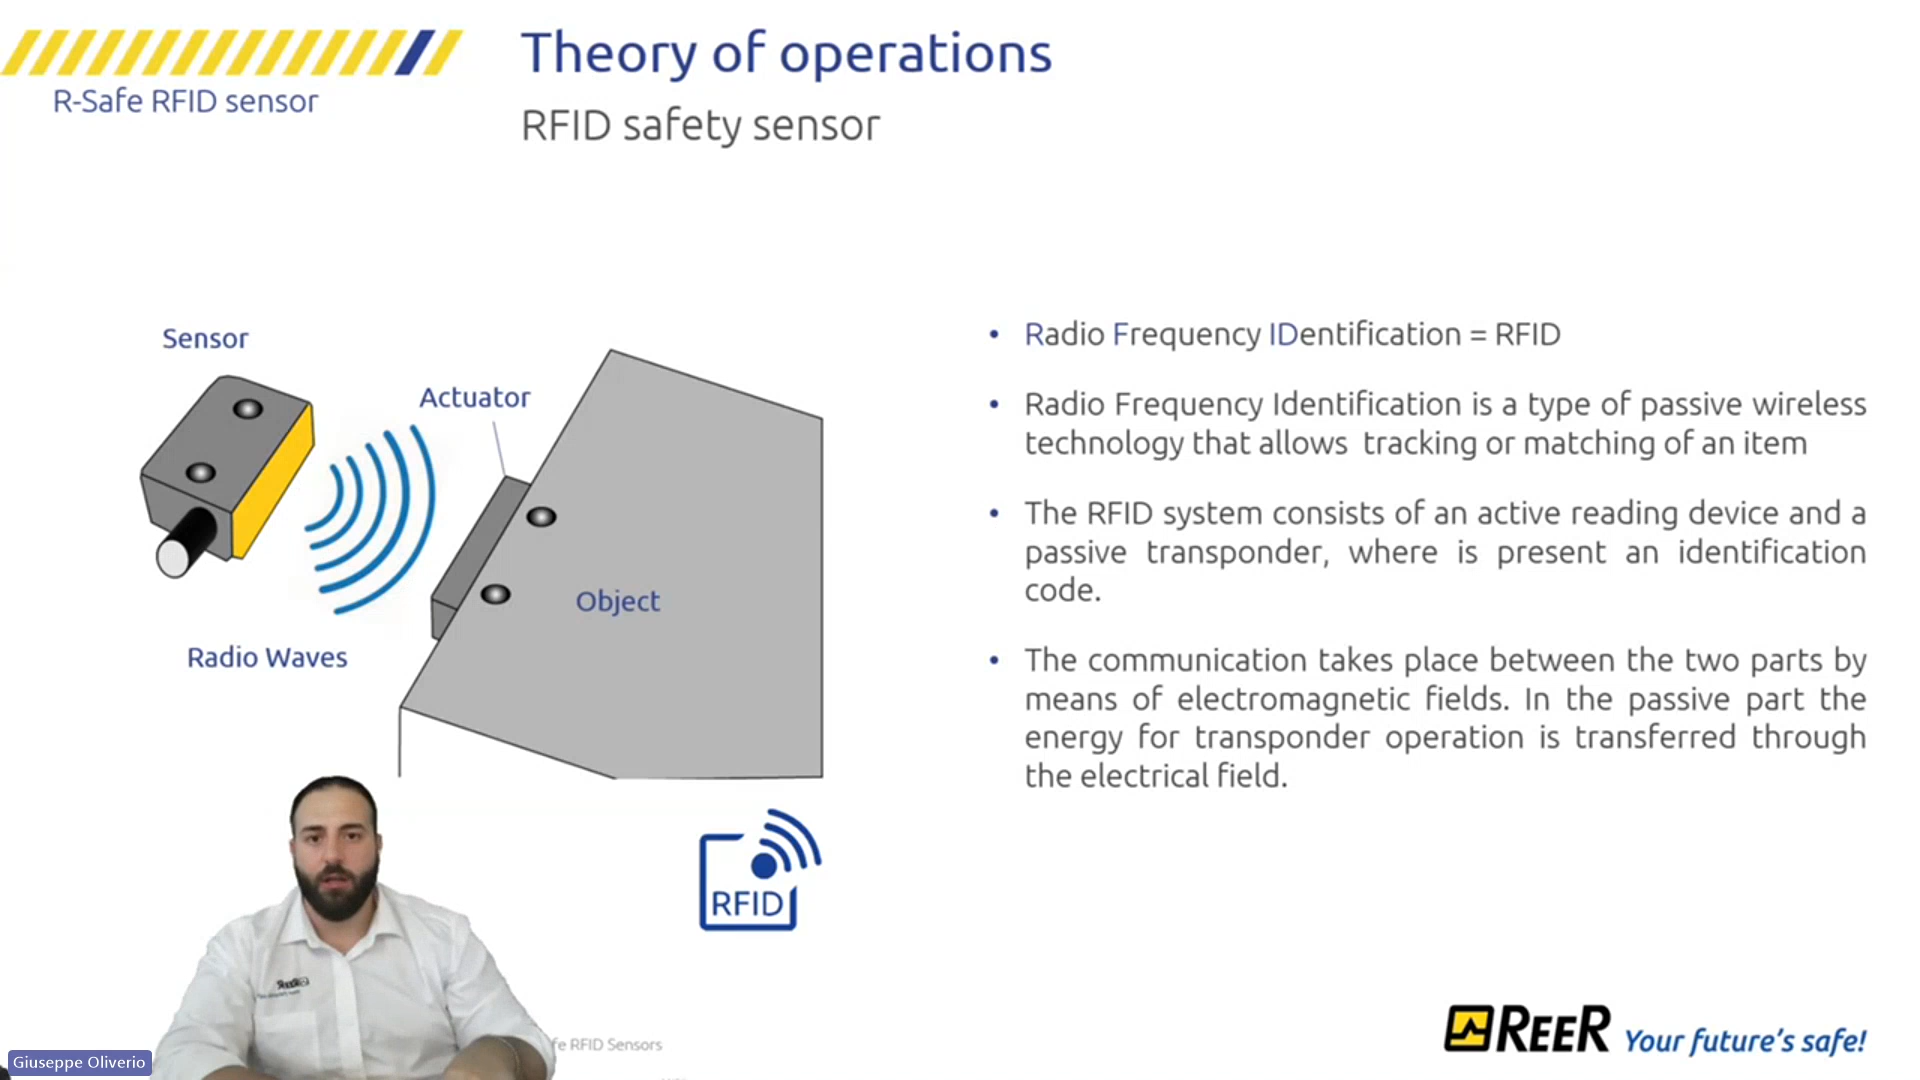 R-Safe RFID sensor
Theory of operations
RFID safety sensor
Sensor
Actuator
Object
Radio Waves
RFID
• Radio Frequency IDentification = RFID
• Radio Frequency Identification is a type of passive wireless
technology that allows tracking or matching of an item
• The RFID system consists of an active reading device and a
passive transponder, where is present an identification
code.
• The communication takes place between the two parts by
means of electromagnetic fields. In the passive part the
energy for transponder operation is transferred through
the electrical field.
fe RFID Sensors
Giuseppe Oliverio
REER Your future's safe!